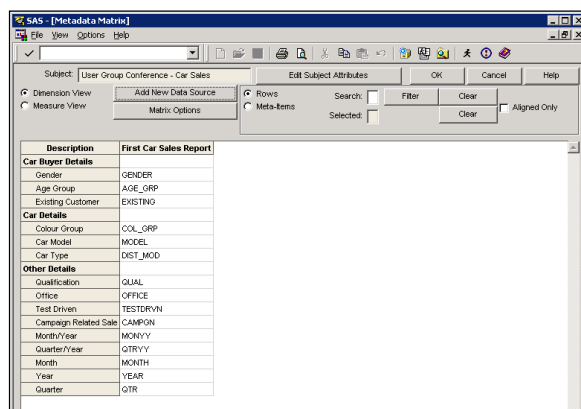 SAS - [Metadata Matrix]
File View Options Help
Subject: User Group Conference - Car Sales Edit Subject Attributes OK Cancel Help
Dimension View Add New Data Source Rows Search: Filter Clear
Measure View Matrix Options Meta-Items Selected: Clear Aligned Only
Description First Car Sales Report
Car Buyer Details
Gender GENDER
Age Group AGE_GRP
Existing Customer EXISTING
Car Details
Colour Group COL_GRP
Car Model MODEL
Car Type DIST_MOD
Other Details
Qualification QUAL
Office OFFICE
Test Driven TESTDRVN
Campaign Related Sale CAMPGN
Month/Year MONYY
Quarter/Year QTRYY
Month MONTH
Year YEAR
Quarter QTR